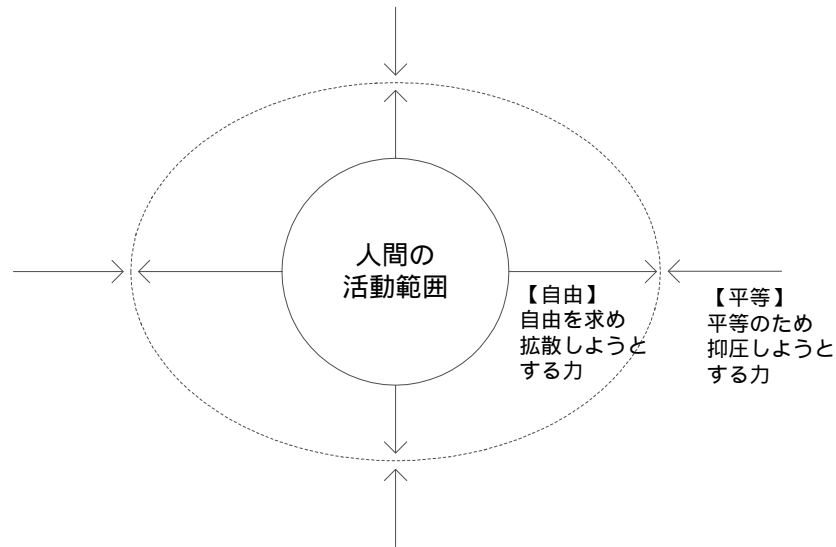 人間の
活動範囲
【自由】
自由を求め
拡散しようと
する力
【平等】
平等のため
抑圧しようと
する力